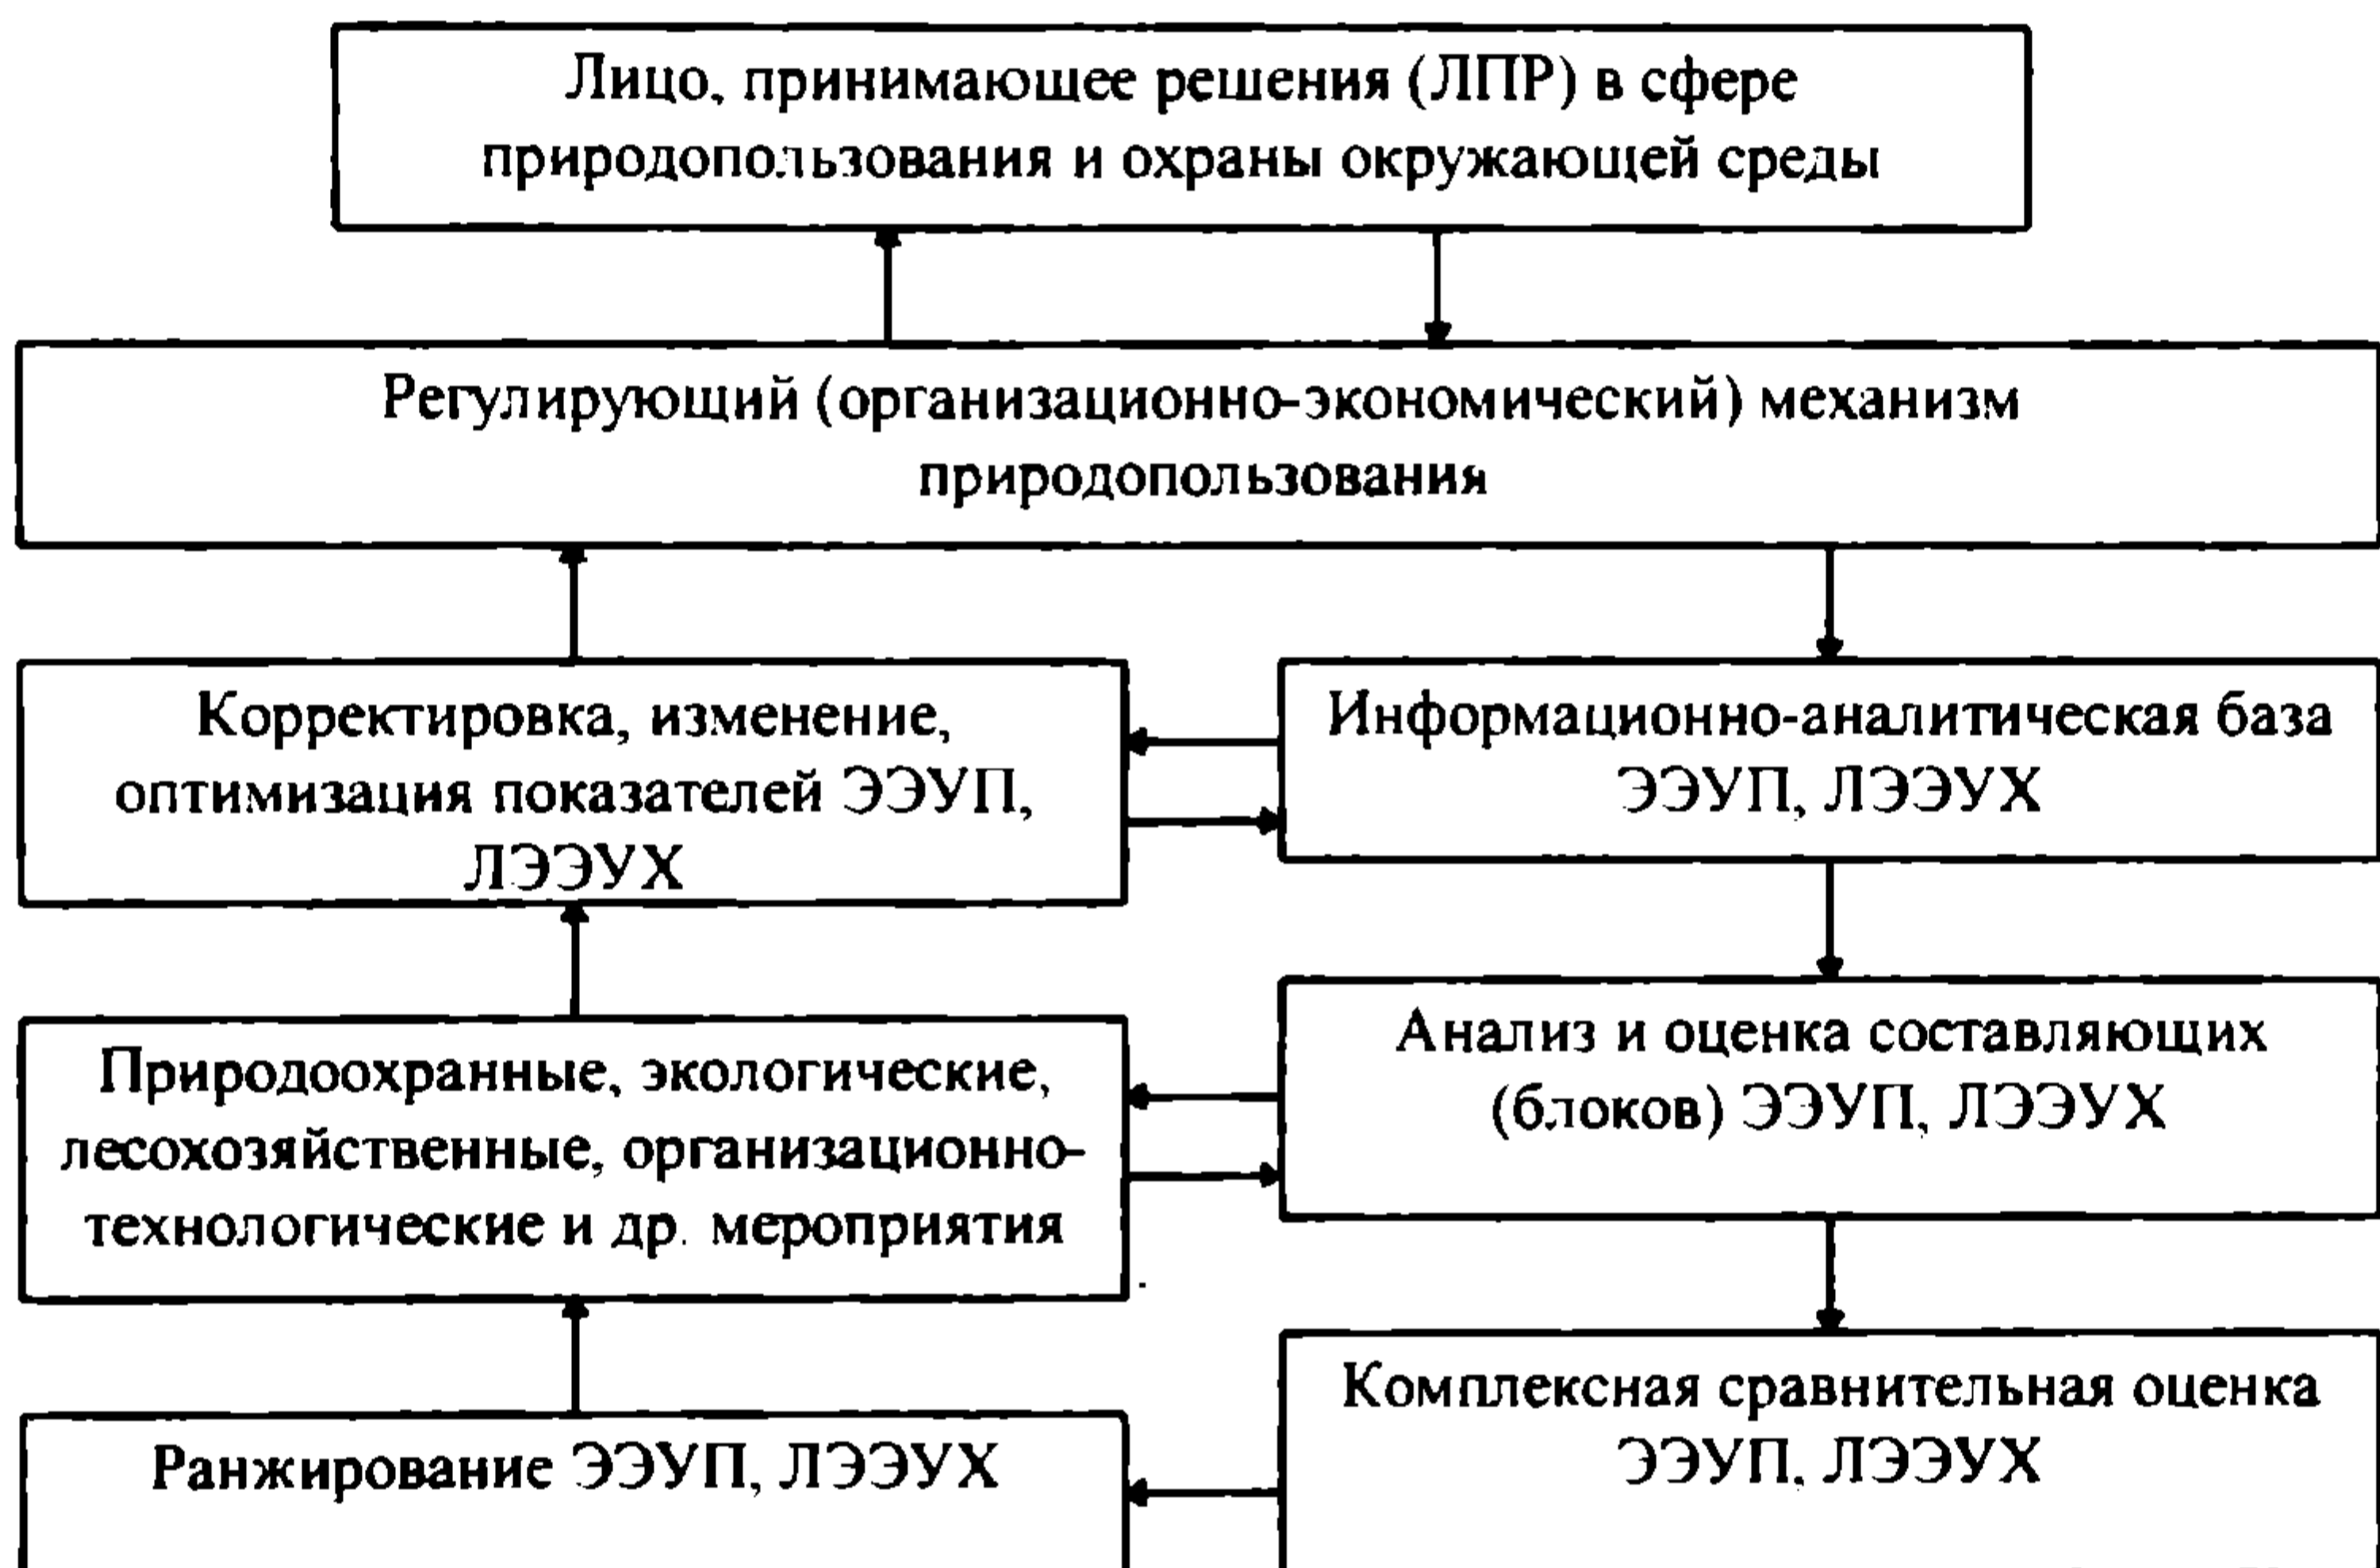 Лицо, принимающее решения (ЛПР) в сфере
природопользования и охраны окружающей среды
Регулирующий (организационно-экономический) механизм
природопользования
Корректировка, изменение,
оптимизация показателей ЭЭУП,
ЛЭЭУХ
Информационно-аналитическая база
ЭЭУП, ЛЭЭУХ
Природоохранные, экологические,
лесохозяйственные, организационно-
технологические и др. мероприятия
Анализ и оценка составляющих
(блоков) ЭЭУП, ЛЭЭУХ
Ранжирование ЭЭУП, ЛЭЭУХ
Комплексная сравнительная оценка
ЭЭУП, ЛЭЭУХ